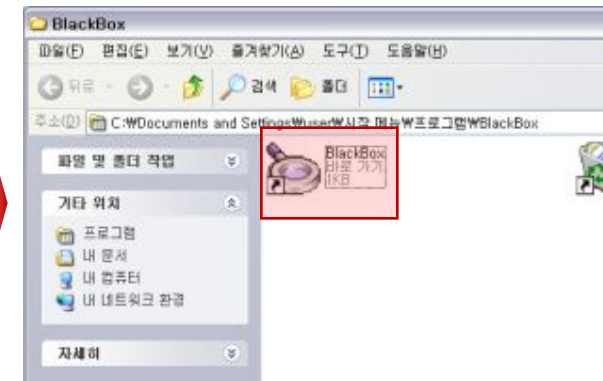 BlackBox
파일(F) 편집(E) 보기(V) 즐겨찾기(A) 도구(T) 도움말(H)
뒤로 검색 폴더
주소(D) C:₩Documents and Settings₩user₩시작 메뉴₩프로그램₩BlackBox
파일 및 폴더 작업
BlackBox
바로 가기
1KB
기타 위치
프로그램
내 문서
내 컴퓨터
내 네트워크 환경
자세히